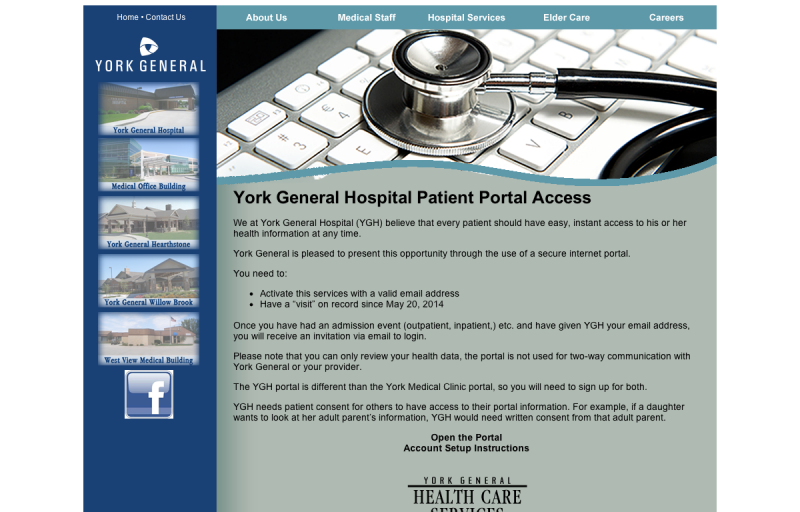 Home • Contact Us
About Us
Medical Staff
Hospital Services
Elder Care
Careers
YORK GENERAL
York General Hospital
Medical Office Building
York General Hearthstone
York General Willow Brook
West View Medical Building
f
York General Hospital Patient Portal Access
We at York General Hospital (YGH) believe that every patient should have easy, instant access to his or her
health information at any time.
York General is pleased to present this opportunity through the use of a secure internet portal.
You need to:
• Activate this services with a valid email address
• Have a “visit” on record since May 20, 2014
Once you have had an admission event (outpatient, inpatient,) etc. and have given YGH your email address,
you will receive an invitation via email to login.
Please note that you can only review your health data, the portal is not used for two-way communication with
York General or your provider.
The YGH portal is different than the York Medical Clinic portal, so you will need to sign up for both.
YGH needs patient consent for others to have access to their portal information. For example, if a daughter
wants to look at her adult parent's information, YGH would need written consent from that adult parent.
Open the Portal
Account Setup Instructions
YORK GENERAL
HEALTH CARE
SERVICES